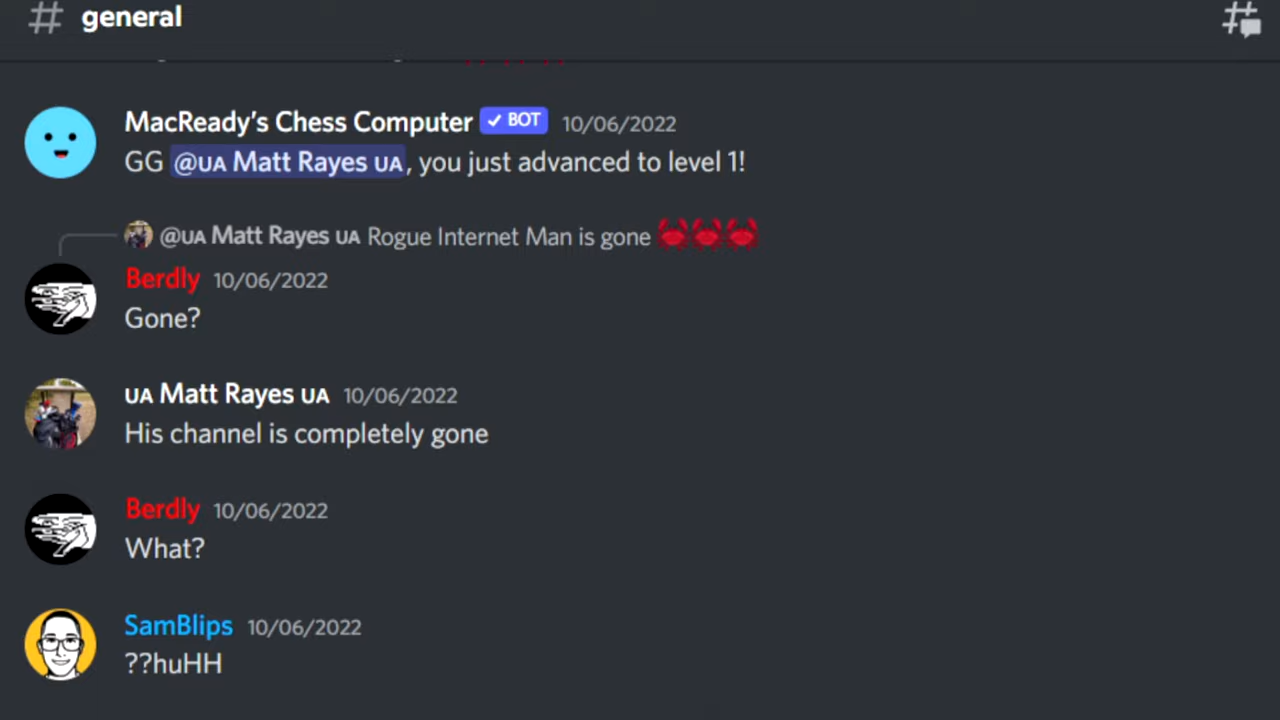 # general
MacReady’s Chess Computer ✓ BOT 10/06/2022
GG @UA Matt Rayes UA, you just advanced to level 1!
@UA Matt Rayes UA Rogue Internet Man is gone 🦀🦀🦀
Berdly 10/06/2022
Gone?
UA Matt Rayes UA 10/06/2022
His channel is completely gone
Berdly 10/06/2022
What?
SamBlips 10/06/2022
??huHH